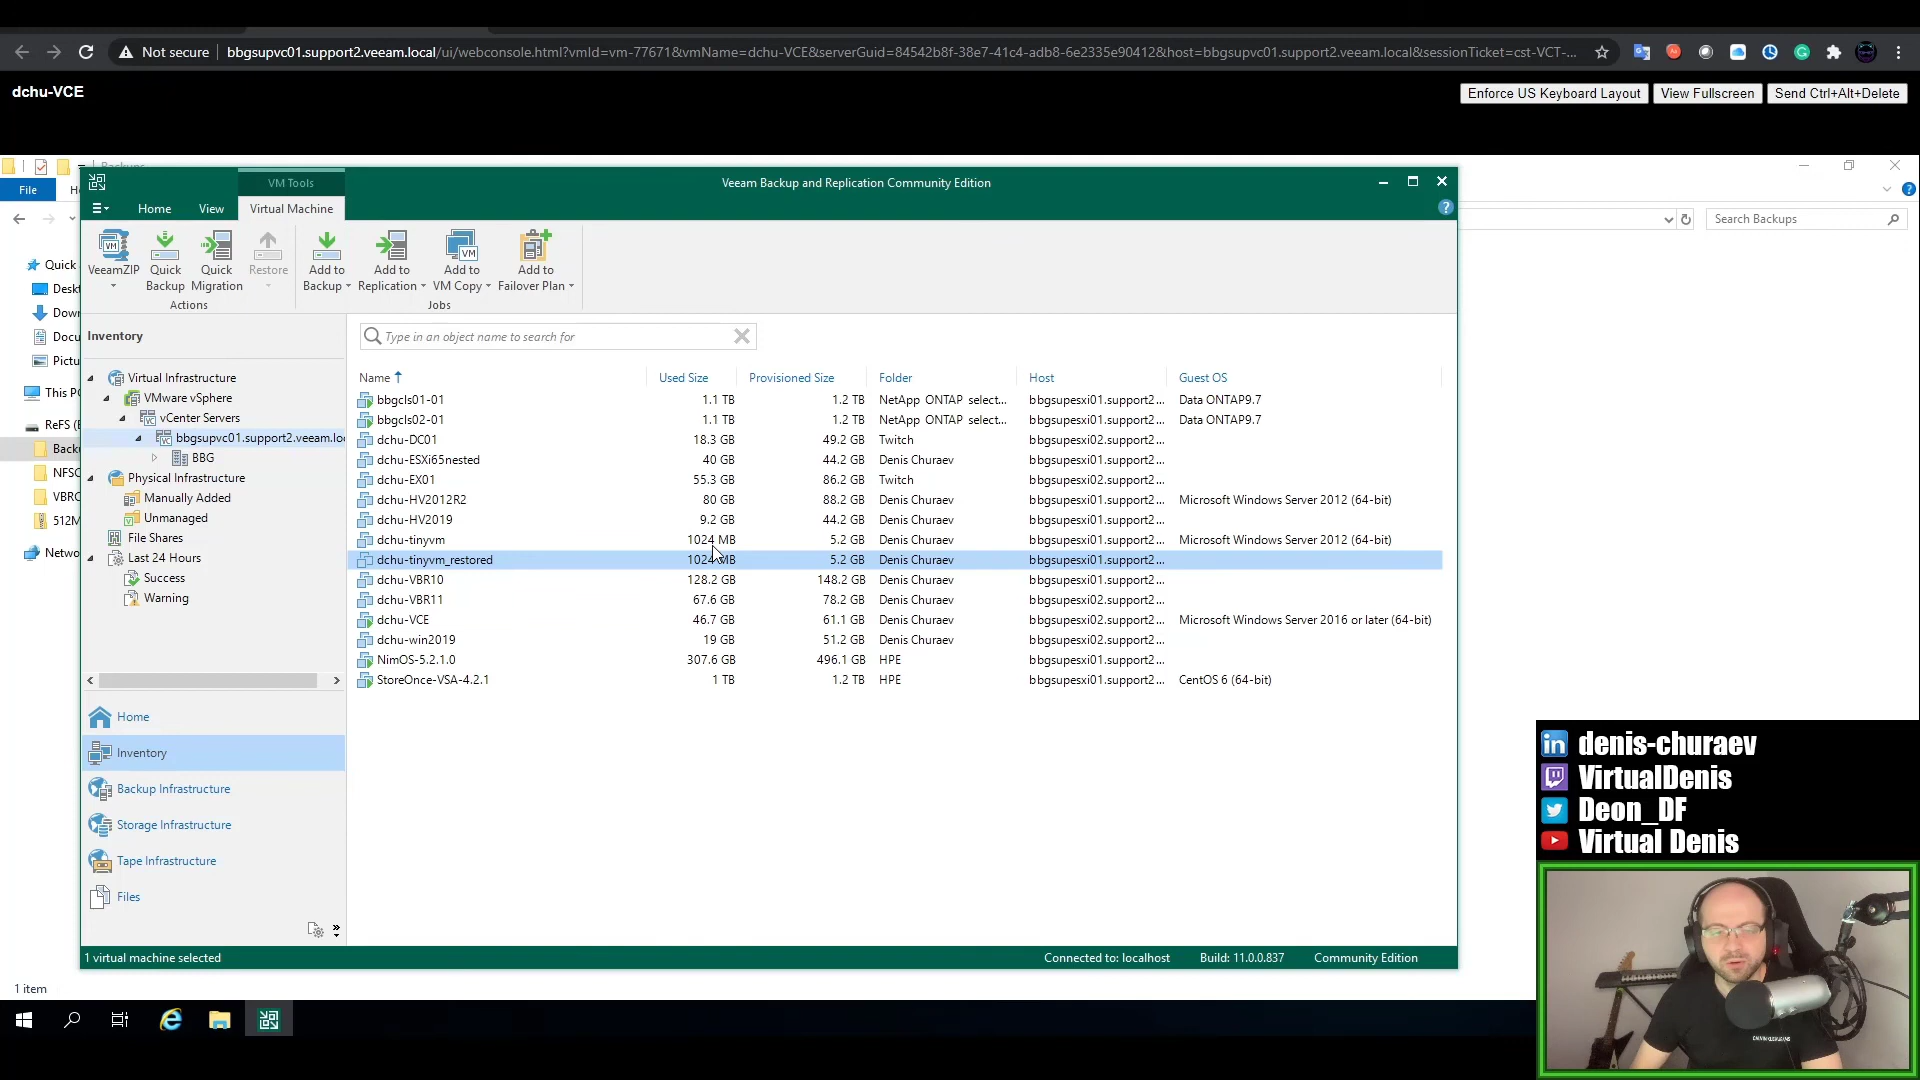 Not secure
bbgsupvc01.support2.veeam.local/ui/webconsole.html?vmId=vm-77671&vmName=dchu-VCE&serverGuid=84542b8f-38e7-41c4-adb8-6e2335e90412&host=bbgsupvc01.support2.veeam.local&sessionTicket=cst-VCT-...
dchu-VCE
Enforce US Keyboard Layout View Fullscreen Send Ctrl+Alt+Delete
Backups
VM Tools
Veeam Backup and Replication Community Edition
File
Home View Virtual Machine
Search Backups
VeeamZIP
Quick Backup
Quick Migration
Restore
Add to Backup
Add to Replication
Add to VM Copy
Add to Failover Plan
Actions
Jobs
Quick
Desk
Dow
Docu
Pictu
This P
ReFS (
Back
NFSC
VBRC
512M
Netwo
Inventory
Type in an object name to search for
Virtual Infrastructure
VMware vSphere
vCenter Servers
bbgsupvc01.support2.veeam.lo
BBG
Physical Infrastructure
Manually Added
Unmanaged
File Shares
Last 24 Hours
Success
Warning
Name Used Size Provisioned Size Folder Host Guest OS
bbgcls01-01 1.1 TB 1.2 TB NetApp ONTAP select... bbgsupesxi01.support2... Data ONTAP9.7
bbgcls02-01 1.1 TB 1.2 TB NetApp ONTAP select... bbgsupesxi01.support2... Data ONTAP9.7
dchu-DC01 18.3 GB 49.2 GB Twitch bbgsupesxi02.support2...
dchu-ESXi65nested 40 GB 44.2 GB Denis Churaev bbgsupesxi02.support2...
dchu-EX01 55.3 GB 86.2 GB Twitch bbgsupesxi02.support2...
dchu-HV2012R2 80 GB 88.2 GB Denis Churaev bbgsupesxi01.support2... Microsoft Windows Server 2012 (64-bit)
dchu-HV2019 9.2 GB 44.2 GB Denis Churaev bbgsupesxi01.support2...
dchu-tinyvm 1024 MB 5.2 GB Denis Churaev bbgsupesxi01.support2... Microsoft Windows Server 2012 (64-bit)
dchu-tinyvm_restored 1024 MB 5.2 GB Denis Churaev bbgsupesxi01.support2...
dchu-VBR10 128.2 GB 148.2 GB Denis Churaev bbgsupesxi01.support2...
dchu-VBR11 67.6 GB 78.2 GB Denis Churaev bbgsupesxi02.support2...
dchu-VCE 46.7 GB 61.1 GB Denis Churaev bbgsupesxi02.support2... Microsoft Windows Server 2016 or later (64-bit)
dchu-win2019 19 GB 51.2 GB Denis Churaev bbgsupesxi02.support2...
NimOS-5.2.1.0 307.6 GB 496.1 GB HPE bbgsupesxi01.support2...
StoreOnce-VSA-4.2.1 1 TB 1.2 TB HPE bbgsupesxi01.support2... CentOS 6 (64-bit)
Home
Inventory
Backup Infrastructure
Storage Infrastructure
Tape Infrastructure
Files
1 virtual machine selected
Connected to: localhost Build: 11.0.0.837 Community Edition
1 item
denis-churaev
VirtualDenis
Deon_DF
Virtual Denis